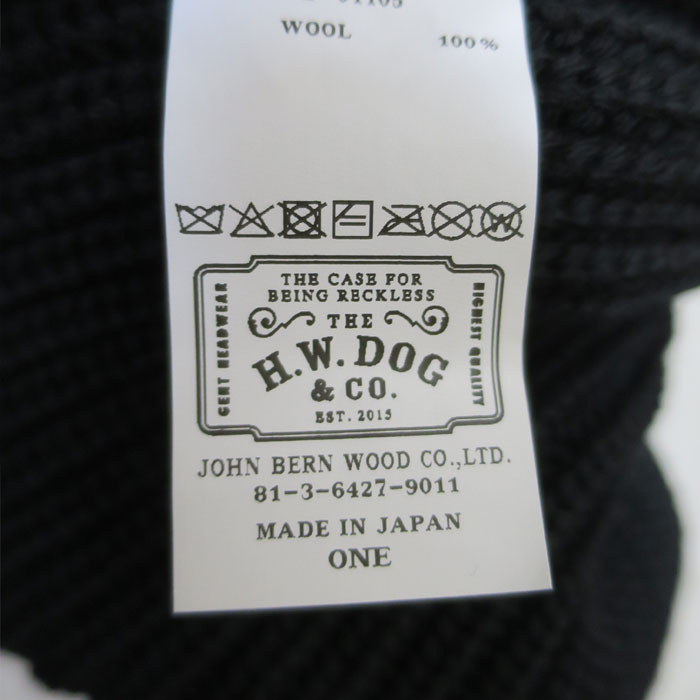 WOOL 100%
THE CASE FOR
BEING RECKLESS
GENT HEADWEAR
THE
H.W. DOG
& CO.
EST. 2015
HIGHEST QUALITY
JOHN BERN WOOD CO.,LTD.
81-3-6427-9011
MADE IN JAPAN
ONE